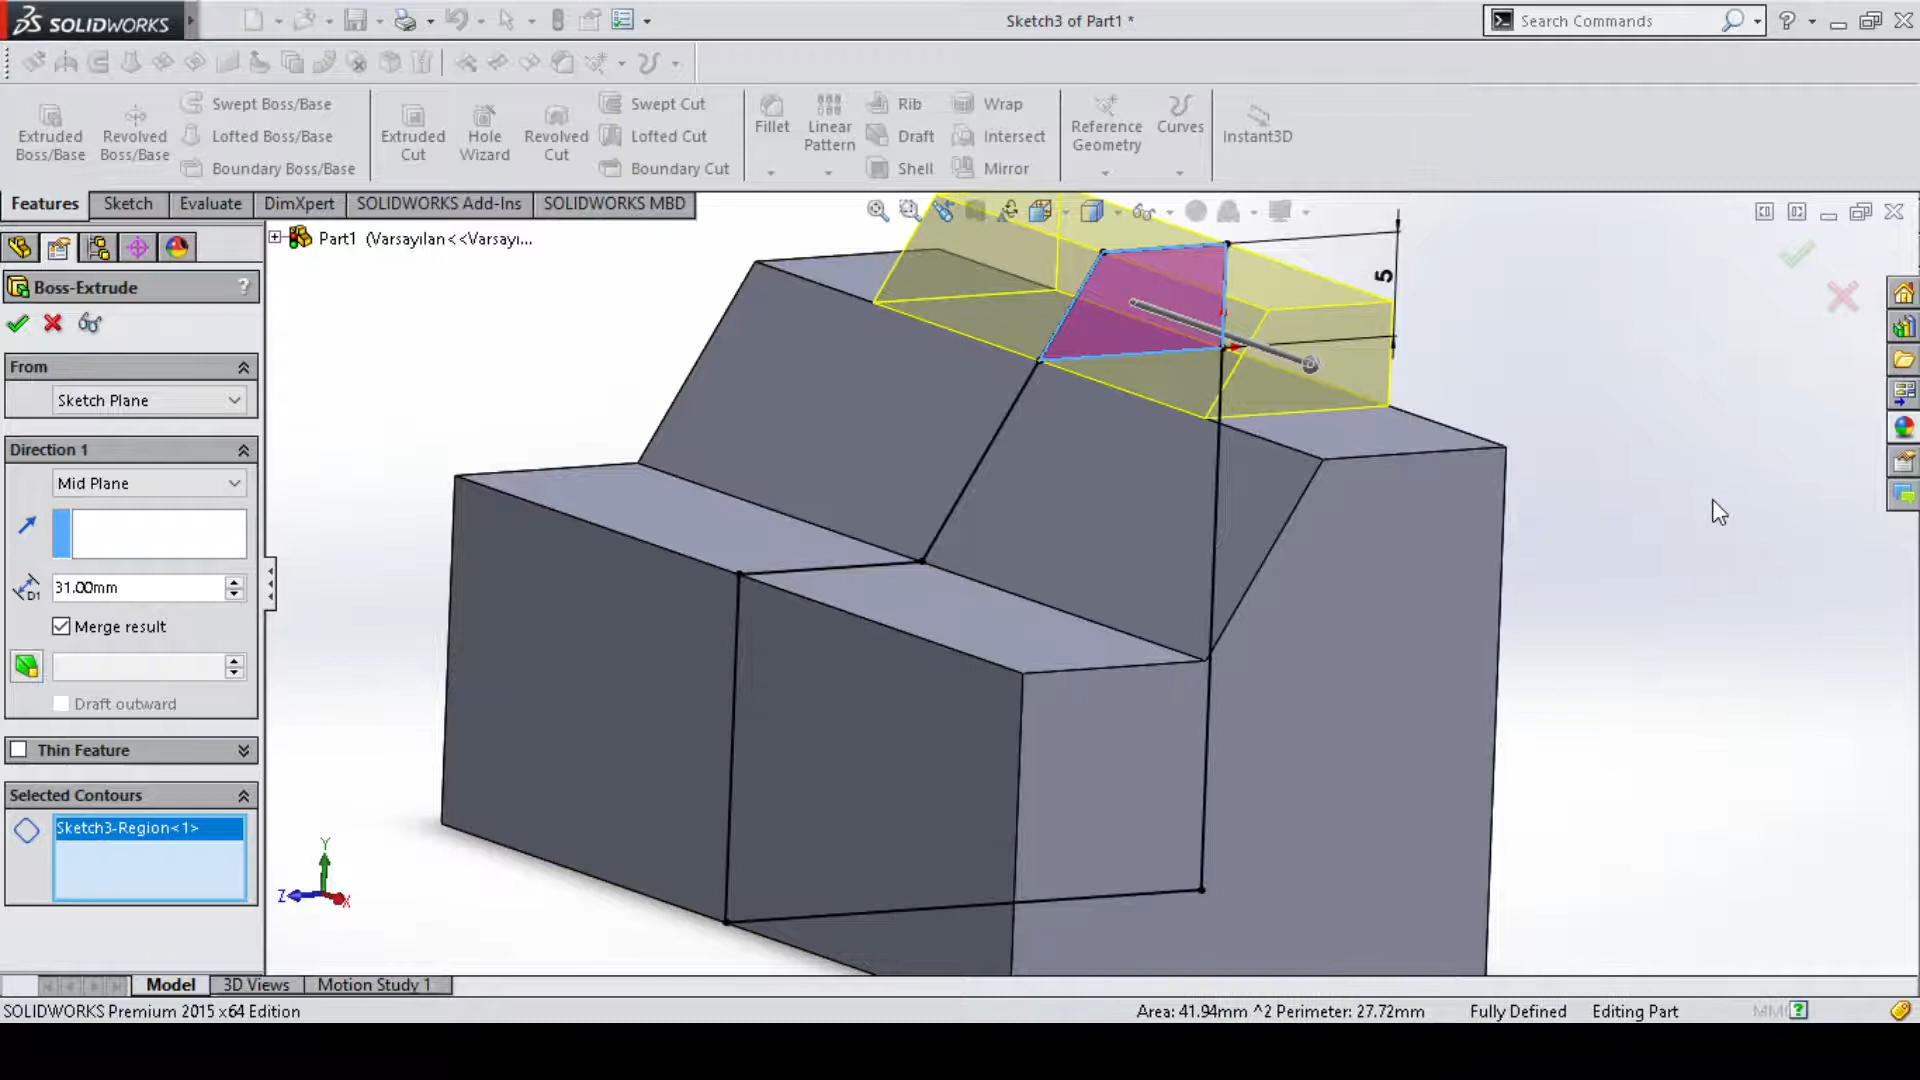 SOLIDWORKS
Sketch3 of Part1 *
Search Commands
Extruded Boss/Base
Revolved Boss/Base
Swept Boss/Base
Lofted Boss/Base
Boundary Boss/Base
Extruded Cut
Hole Wizard
Revolved Cut
Swept Cut
Lofted Cut
Boundary Cut
Fillet
Linear Pattern
Rib
Draft
Shell
Wrap
Intersect
Mirror
Reference Geometry
Curves
Instant3D
Features
Sketch
Evaluate
DimXpert
SOLIDWORKS Add-Ins
SOLIDWORKS MBD
Part1 (Varsayılan<<Varsayı...
Boss-Extrude
?
From
Sketch Plane
Direction 1
Mid Plane
D1
31.00mm
Merge result
Draft outward
Thin Feature
Selected Contours
Sketch3-Region<1>
5
Y
Z
X
Model
3D Views
Motion Study 1
SOLIDWORKS Premium 2015 x64 Edition
Area: 41.94mm ^2 Perimeter: 27.72mm
Fully Defined
Editing Part